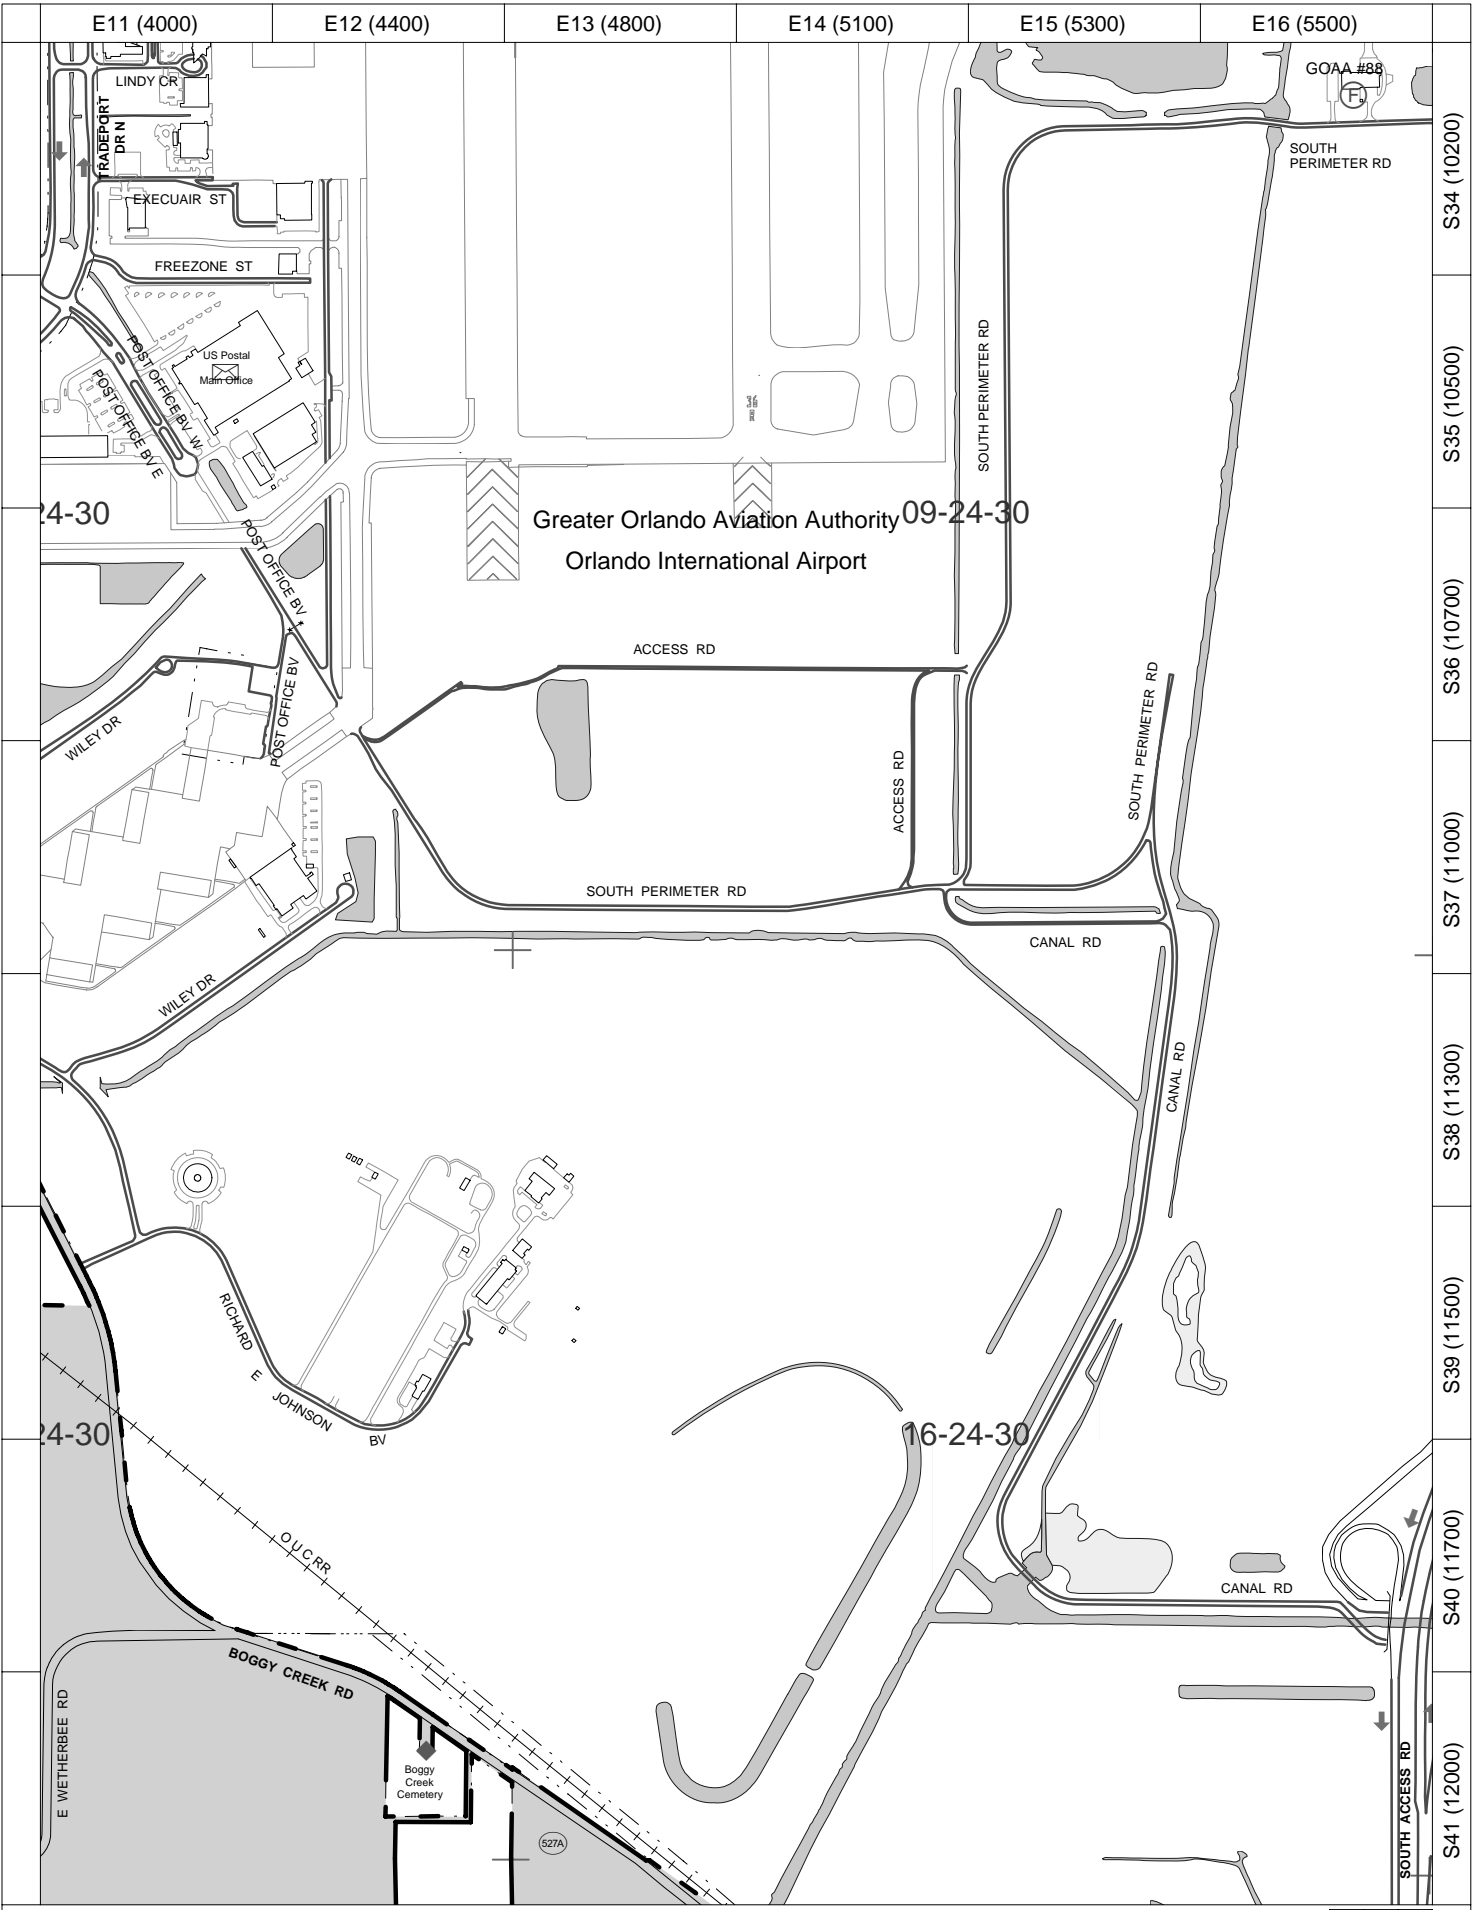 E11 (4000)
E12 (4400)
E13 (4800)
E14 (5100)
E15 (5300)
E16 (5500)
LINDY CR
TRADEPORT
DR N
GOAA #88
F
SOUTH
PERIMETER RD
S34 (10200)
EXECUAIR ST
FREEZONE ST
POST OFFICE BV W
US Postal
Main Office
POST OFFICE BV E
SOUTH PERIMETER RD
S35 (10500)
24-30
Greater Orlando Aviation Authority
09-24-30
Orlando International Airport
POST OFFICE BV
ACCESS RD
S36 (10700)
WILEY DR
POST OFFICE BV
SOUTH PERIMETER RD
ACCESS RD
SOUTH PERIMETER RD
CANAL RD
S37 (11000)
WILEY DR
CANAL RD
S38 (11300)
RICHARD E JOHNSON BV
S39 (11500)
24-30
16-24-30
O U C RR
CANAL RD
S40 (11700)
BOGGY CREEK RD
E WETHERBEE RD
Boggy
Creek
Cemetery
527A
SOUTH ACCESS RD
S41 (12000)